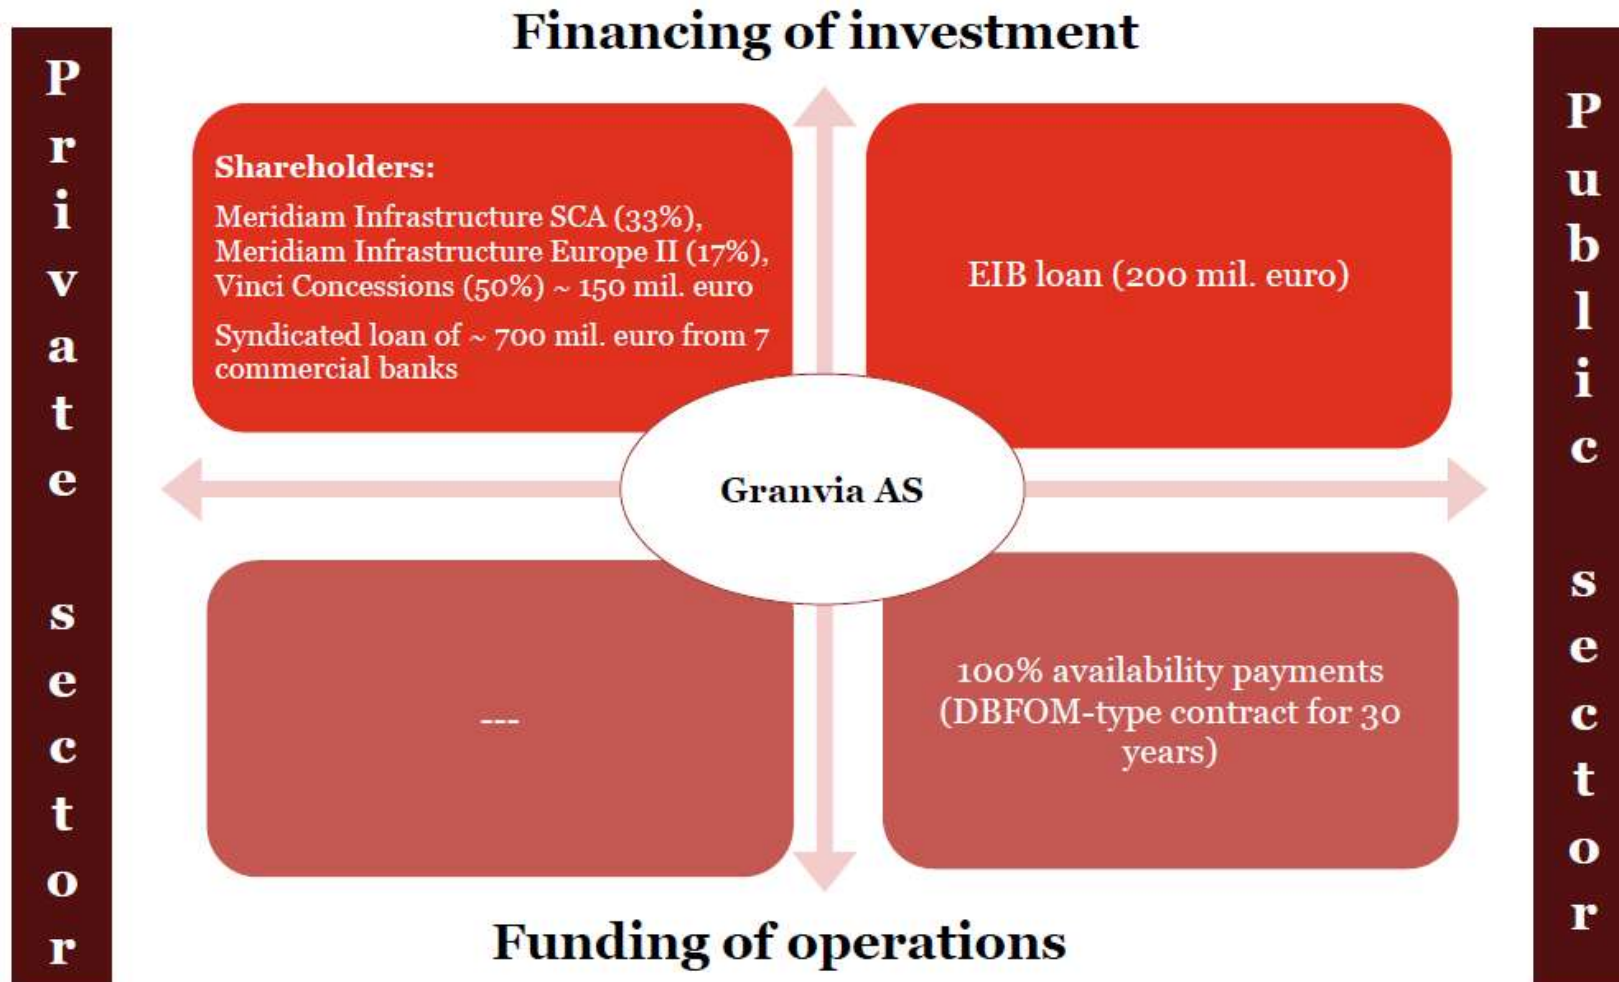 Financing of investment
Private sector
Shareholders:
Meridiam Infrastructure SCA (33%),
Meridiam Infrastructure Europe II (17%),
Vinci Concessions (50%) ~ 150 mil. euro
Syndicated loan of ~ 700 mil. euro from 7
commercial banks
EIB loan (200 mil. euro)
Public sector
Granvia AS
---
100% availability payments
(DBFOM-type contract for 30
years)
Funding of operations